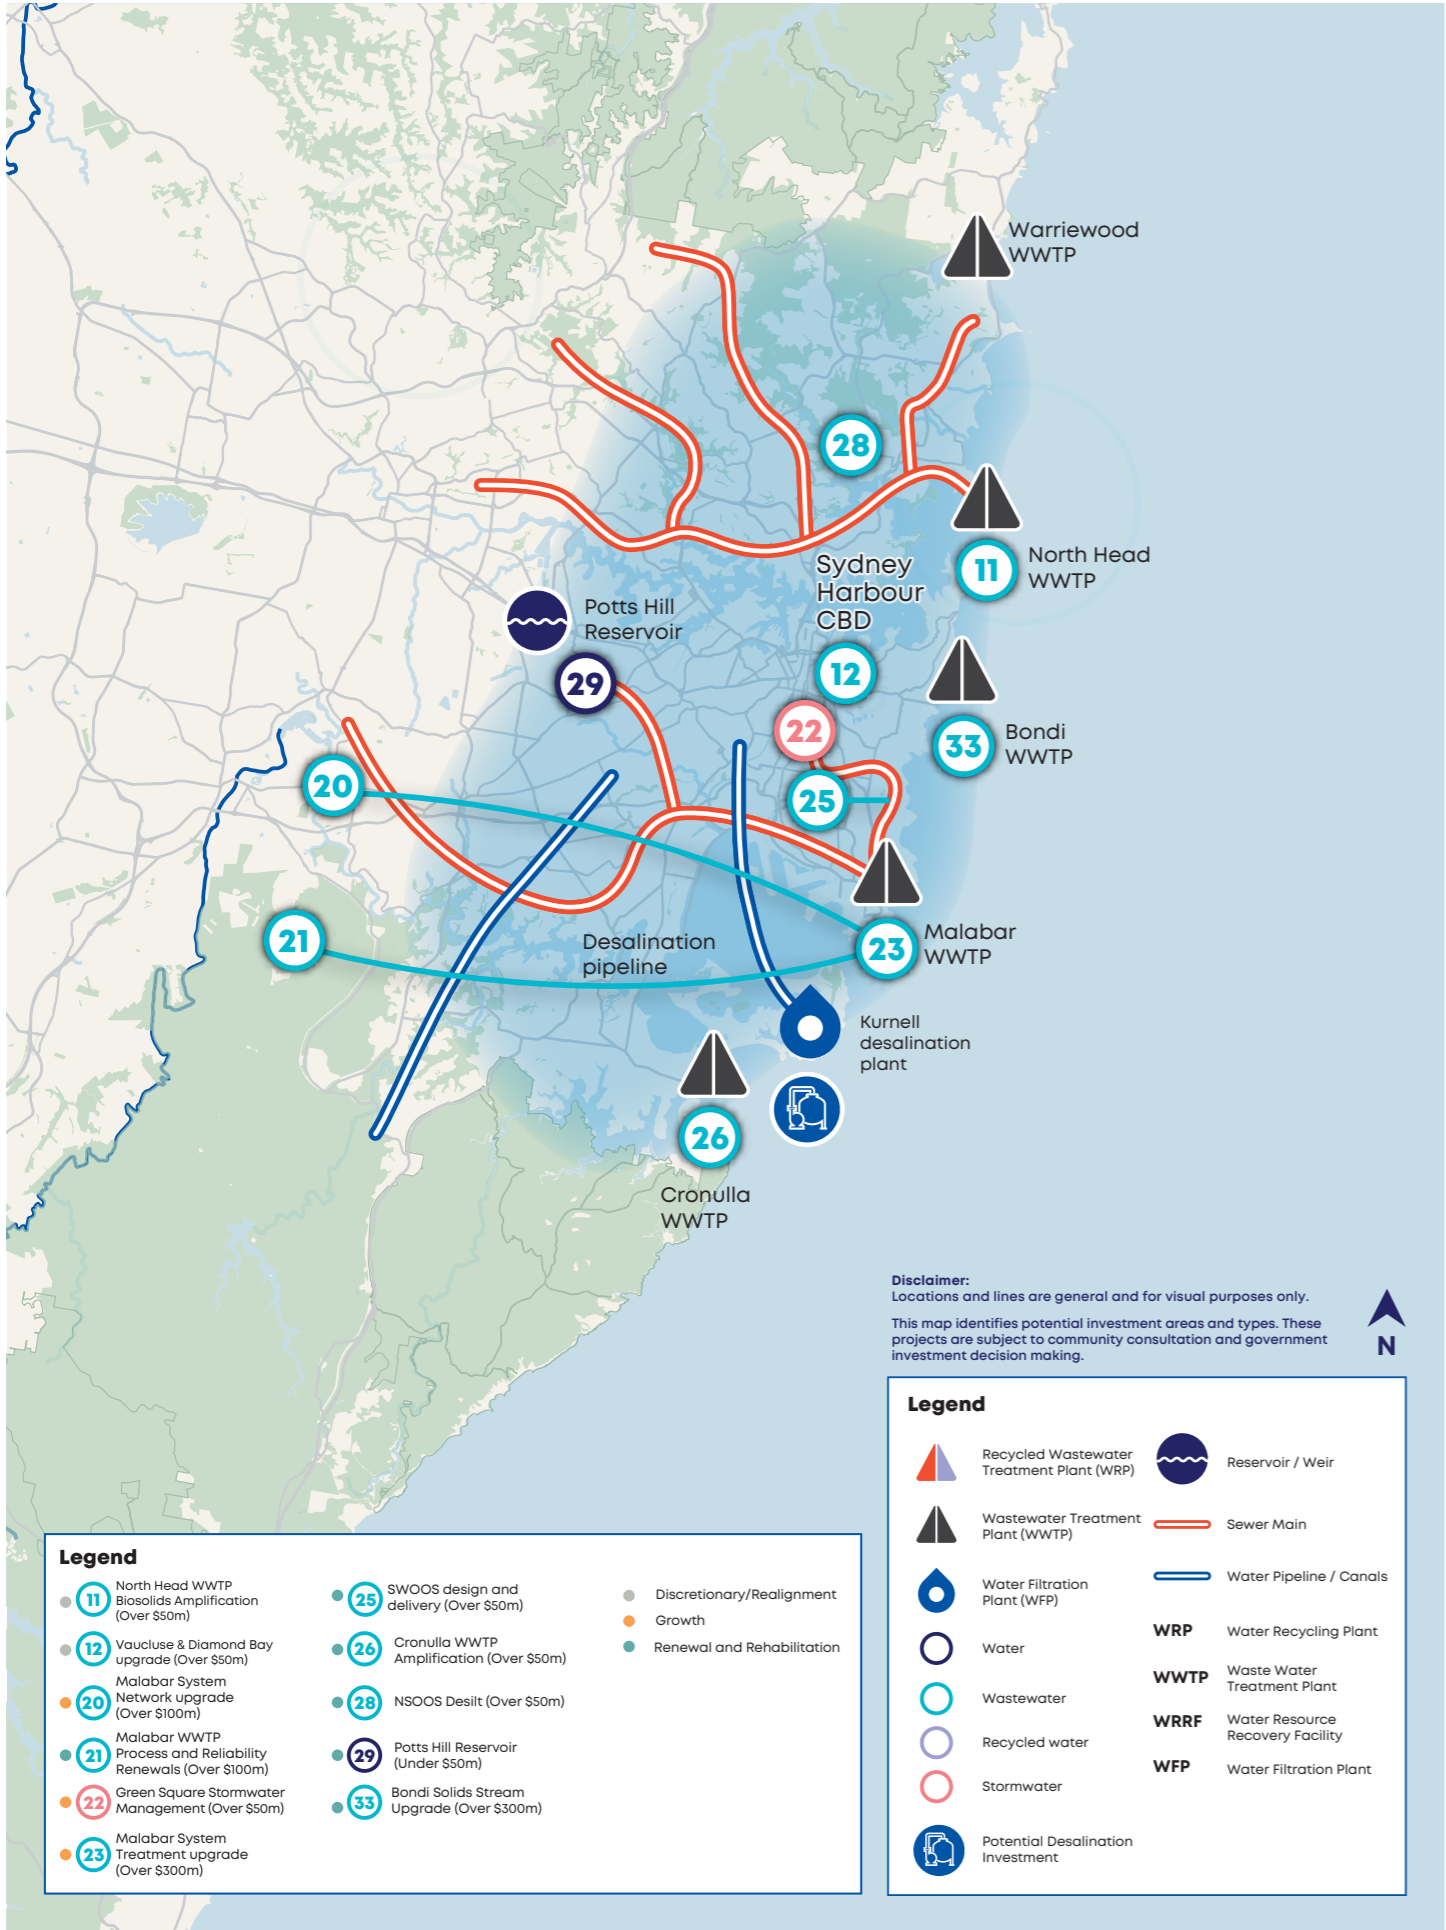 Warriewood
WWTP
28
11
North Head
WWTP
Sydney
Harbour
CBD
Potts Hill
Reservoir
29
12
22
33
Bondi
WWTP
20
25
21
Desalination
pipeline
23
Malabar
WWTP
Kurnell
desalination
plant
26
Cronulla
WWTP
Disclaimer:
Locations and lines are general and for visual purposes only.
This map identifies potential investment areas and types. These
projects are subject to community consultation and government
investment decision making.
N
Legend
Recycled Wastewater
Treatment Plant (WRP)
Wastewater Treatment
Plant (WWTP)
Water Filtration
Plant (WFP)
Water
Wastewater
Recycled water
Stormwater
Potential Desalination
Investment
Reservoir / Weir
Sewer Main
Water Pipeline / Canals
WRP Water Recycling Plant
WWTP Waste Water
Treatment Plant
WRRF Water Resource
Recovery Facility
WFP Water Filtration Plant
Legend
11 North Head WWTP
Biosolids Amplification
(Over $50m)
12 Vaucluse & Diamond Bay
upgrade (Over $50m)
20 Malabar System
Network upgrade
(Over $100m)
21 Malabar WWTP
Process and Reliability
Renewals (Over $100m)
22 Green Square Stormwater
Management (Over $50m)
23 Malabar System
Treatment upgrade
(Over $300m)
25 SWOOS design and
delivery (Over $50m)
26 Cronulla WWTP
Amplification (Over $50m)
28 NSOOS Desilt (Over $50m)
29 Potts Hill Reservoir
(Under $50m)
33 Bondi Solids Stream
Upgrade (Over $300m)
Discretionary/Realignment
Growth
Renewal and Rehabilitation